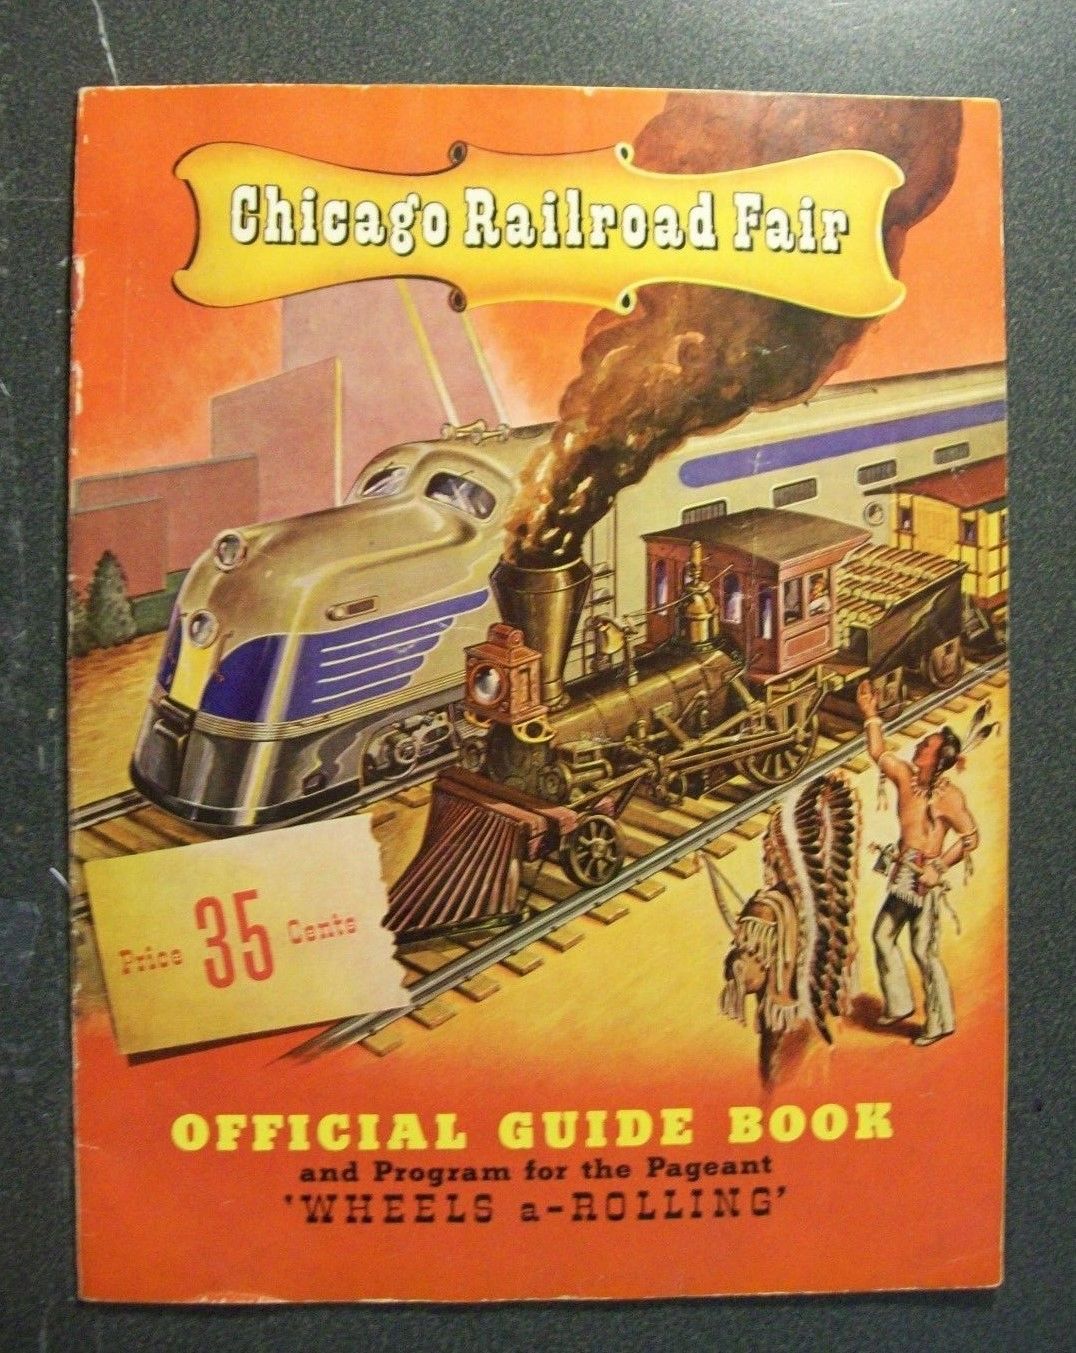 Chicago Railroad Fair
Price 35 Cents
OFFICIAL GUIDE BOOK
and Program for the Pageant
'WHEELS a-ROLLING'